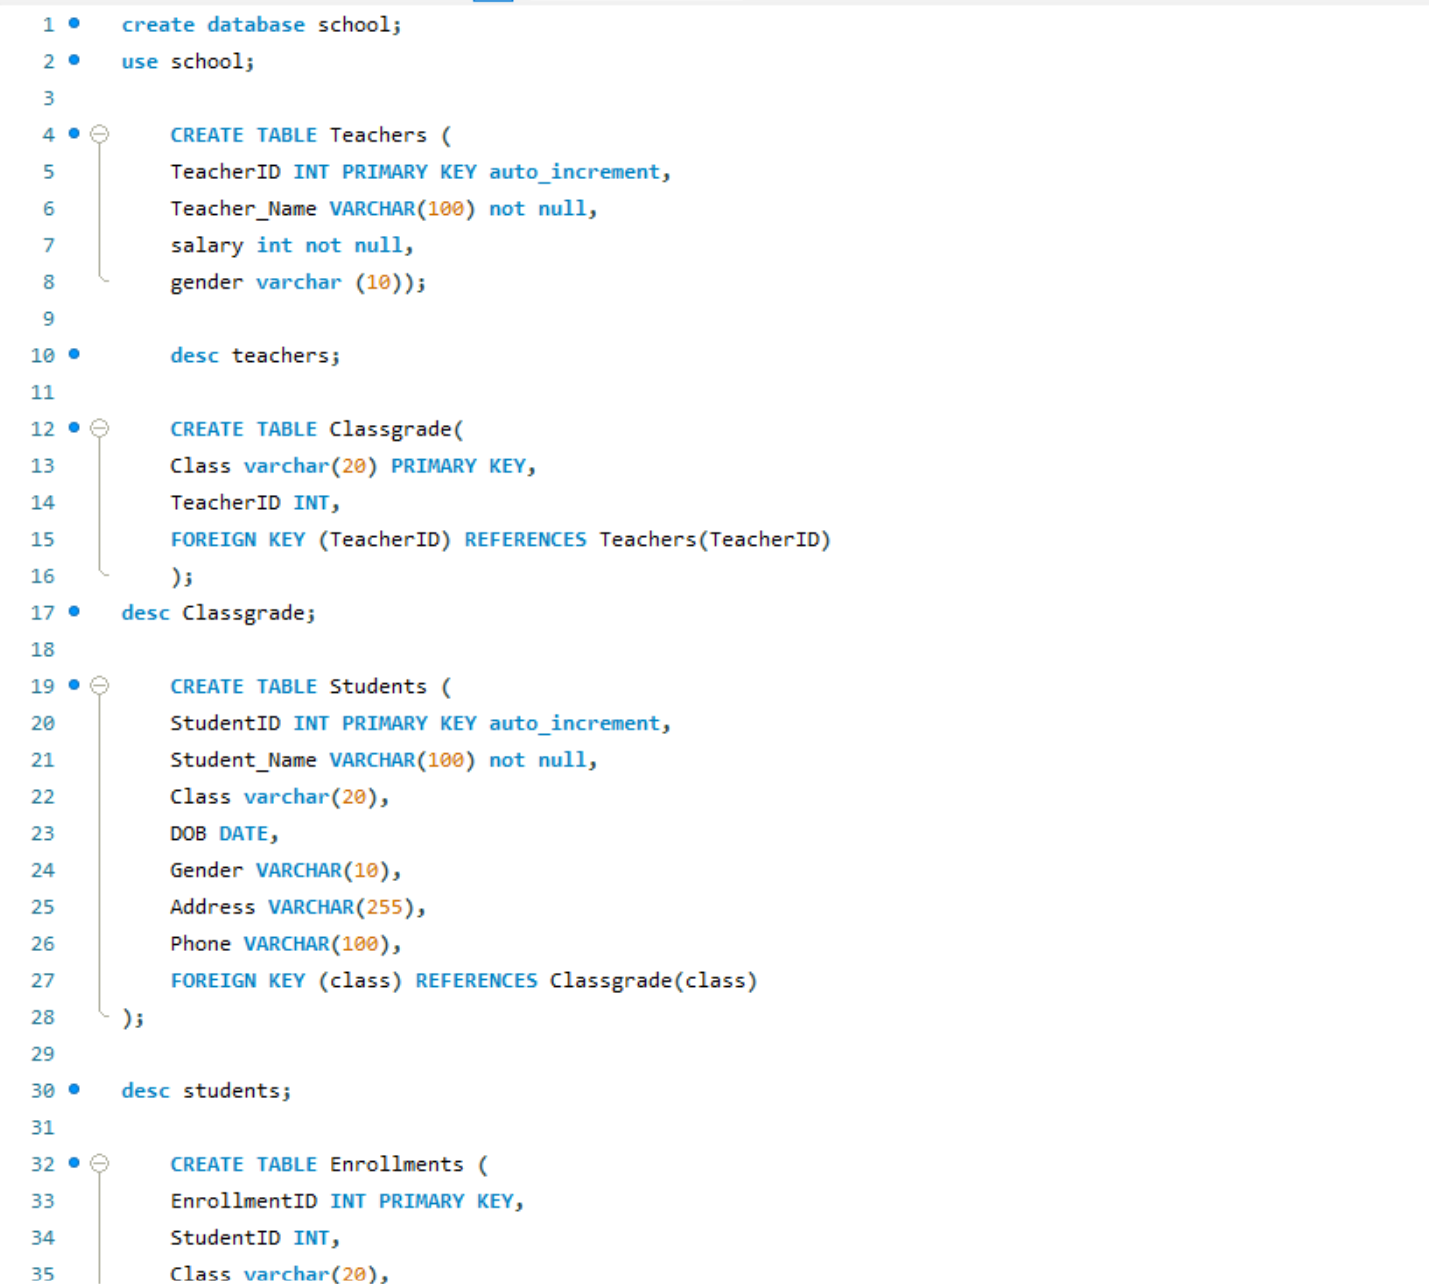 1 create database school;
2 use school;
3
4 CREATE TABLE Teachers (
5 TeacherID INT PRIMARY KEY auto_increment,
6 Teacher_Name VARCHAR(100) not null,
7 salary int not null,
8 gender varchar (10));
9
10 desc teachers;
11
12 CREATE TABLE Classgrade(
13 Class varchar(20) PRIMARY KEY,
14 TeacherID INT,
15 FOREIGN KEY (TeacherID) REFERENCES Teachers(TeacherID)
16 );
17 desc Classgrade;
18
19 CREATE TABLE Students (
20 StudentID INT PRIMARY KEY auto_increment,
21 Student_Name VARCHAR(100) not null,
22 Class varchar(20),
23 DOB DATE,
24 Gender VARCHAR(10),
25 Address VARCHAR(255),
26 Phone VARCHAR(100),
27 FOREIGN KEY (class) REFERENCES Classgrade(class)
28 );
29
30 desc students;
31
32 CREATE TABLE Enrollments (
33 EnrollmentID INT PRIMARY KEY,
34 StudentID INT,
35 Class varchar(20),